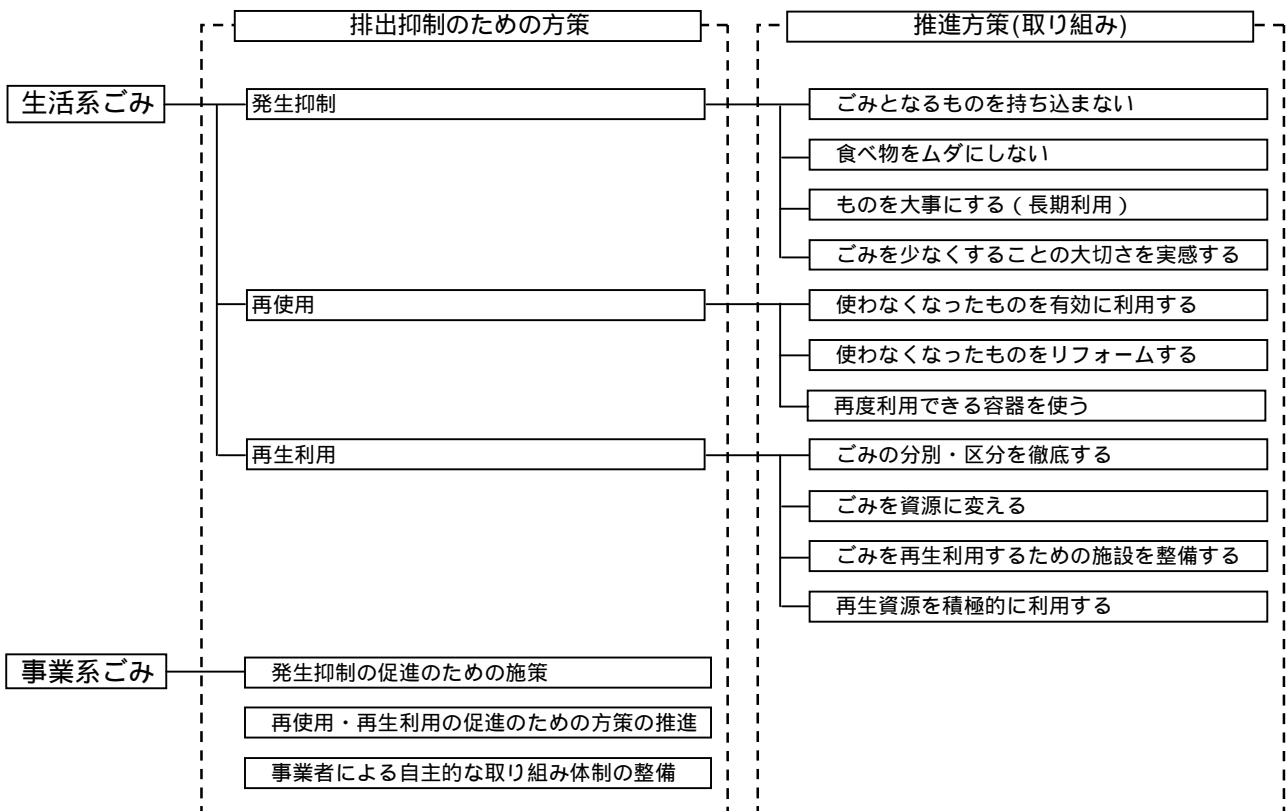 排出抑制のための方策
推進方策(取り組み)
生活系ごみ
発生抑制
ごみとなるものを持ち込まない
食べ物をムダにしない
ものを大事にする(長期利用)
ごみを少なくすることの大切さを実感する
再使用
使わなくなったものを有効に利用する
使わなくなったものをリフォームする
再度利用できる容器を使う
再生利用
ごみの分別・区分を徹底する
ごみを資源に変える
ごみを再生利用するための施設を整備する
再生資源を積極的に利用する
事業系ごみ
発生抑制の促進のための施策
再使用・再生利用の促進のための方策の推進
事業者による自主的な取り組み体制の整備